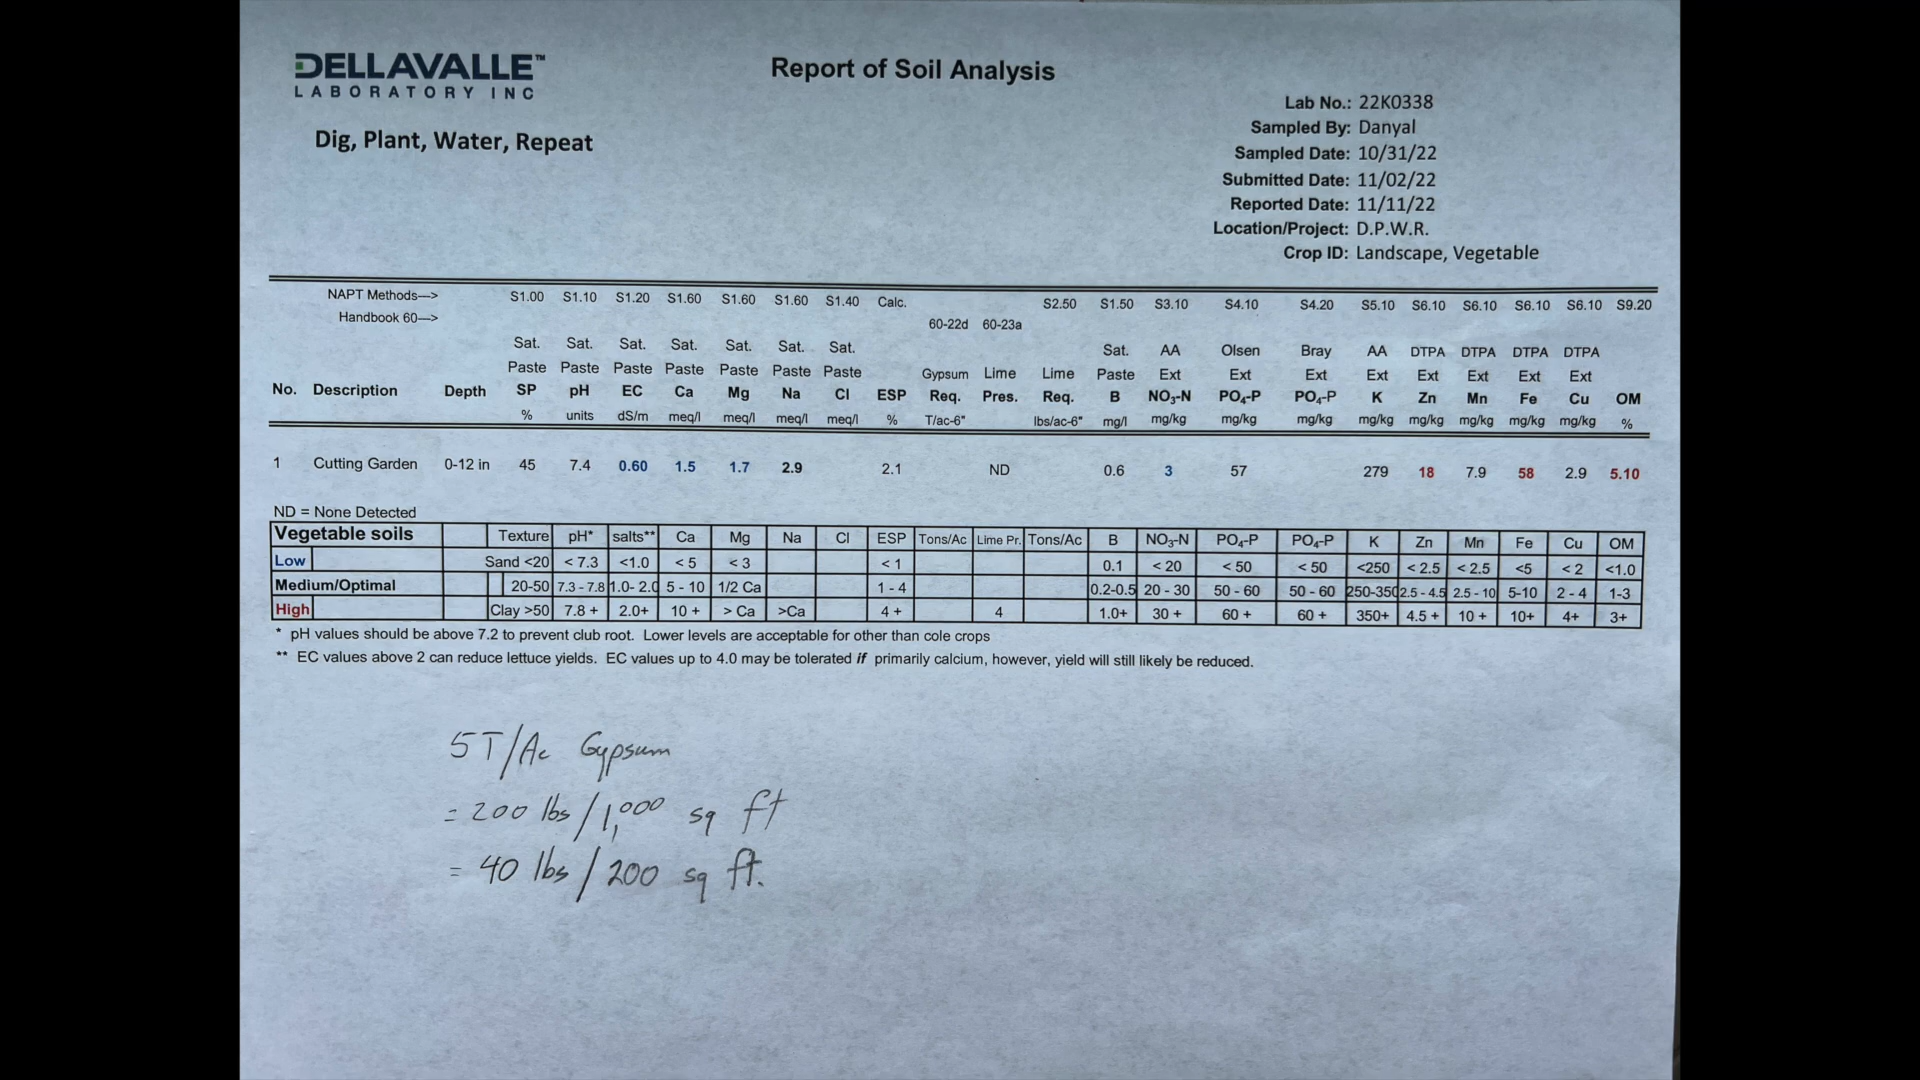 DELLAVALLE™
LABORATORY INC
Report of Soil Analysis
Dig, Plant, Water, Repeat
Lab No.: 22K0338
Sampled By: Danyal
Sampled Date: 10/31/22
Submitted Date: 11/02/22
Reported Date: 11/11/22
Location/Project: D.P.W.R.
Crop ID: Landscape, Vegetable
NAPT Methods---> S1.00 S1.10 S1.20 S1.60 S1.60 S1.60 S1.40 Calc. S2.50 S1.50 S3.10 S4.10 S4.20 S5.10 S6.10 S6.10 S6.10 S6.10 S9.20
Handbook 60---> 60-22d 60-23a
Sat. Sat. Sat. Sat. Sat. Sat. Sat. Sat. AA Olsen Bray AA DTPA DTPA DTPA DTPA
Paste Paste Paste Paste Paste Paste Paste Gypsum Lime Lime Paste Ext Ext Ext Ext Ext Ext Ext Ext
No. Description Depth SP pH EC Ca Mg Na Cl ESP Req. Pres. Req. B NO₃-N PO₄-P PO₄-P K Zn Mn Fe Cu OM
% units dS/m meq/l meq/l meq/l meq/l % T/ac-6" lbs/ac-6" mg/l mg/kg mg/kg mg/kg mg/kg mg/kg mg/kg mg/kg mg/kg %
1 Cutting Garden 0-12 in 45 7.4 0.60 1.5 1.7 2.9 2.1 ND 0.6 3 57 279 18 7.9 58 2.9 5.10
ND = None Detected
Vegetable soils Texture pH* salts** Ca Mg Na Cl ESP Tons/Ac Lime Pr. Tons/Ac B NO₃-N PO₄-P PO₄-P K Zn Mn Fe Cu OM
Low Sand <20 < 7.3 <1.0 < 5 < 3 < 1 0.1 < 20 < 50 < 50 <250 < 2.5 < 2.5 <5 < 2 <1.0
Medium/Optimal 20-50 7.3 - 7.8 1.0- 2.0 5 - 10 1/2 Ca 1 - 4 0.2-0.5 20 - 30 50 - 60 50 - 60 250-350 2.5 - 4.5 2.5 - 10 5-10 2 - 4 1-3
High Clay >50 7.8 + 2.0+ 10 + > Ca >Ca 4 + 4 1.0+ 30 + 60 + 60 + 350+ 4.5 + 10 + 10+ 4+ 3+
* pH values should be above 7.2 to prevent club root. Lower levels are acceptable for other than cole crops
** EC values above 2 can reduce lettuce yields. EC values up to 4.0 may be tolerated if primarily calcium, however, yield will still likely be reduced.
5 T/Ac Gypsum
= 200 lbs/1,000 sq ft
= 40 lbs/200 sq ft.